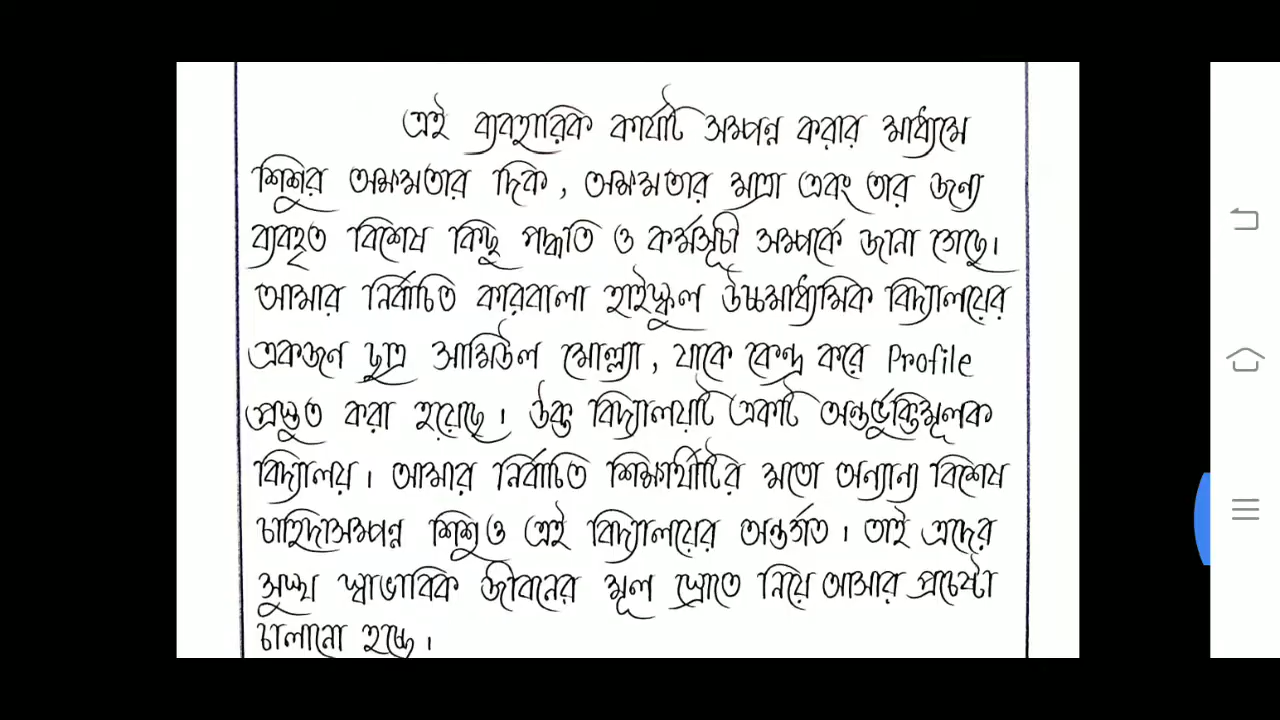 এই ব্যবহারিক কার্যটি সম্পন্ন করার মাধ্যমে
শিশুর অক্ষমতার দিক, অক্ষমতার মাত্রা এবং তার জন্য
ব্যবহৃত বিশেষ কিছু পদ্ধতি ও কর্মসূচী সম্পর্কে জানা গেছে।
আমার নির্বাচিত কারবালা হাইস্কুল উচ্চমাধ্যমিক বিদ্যালয়ের
একজন ছাত্র আমিউল মোল্ল্যা, যাকে কেন্দ্র করে Profile
প্রস্তুত করা হয়েছে। উক্ত বিদ্যালয়টি একটি অন্তর্ভুক্তিমূলক
বিদ্যালয়। আমার নির্বাচিত শিক্ষার্থীটির মতো অন্যান্য বিশেষ
চাহিদাসম্পন্ন শিশুও এই বিদ্যালয়ের অন্তর্গত। তাই এদের
সুস্থ স্বাভাবিক জীবনের মূল স্রোতে নিয়ে আসার প্রচেষ্টা
চালানো হচ্ছে।